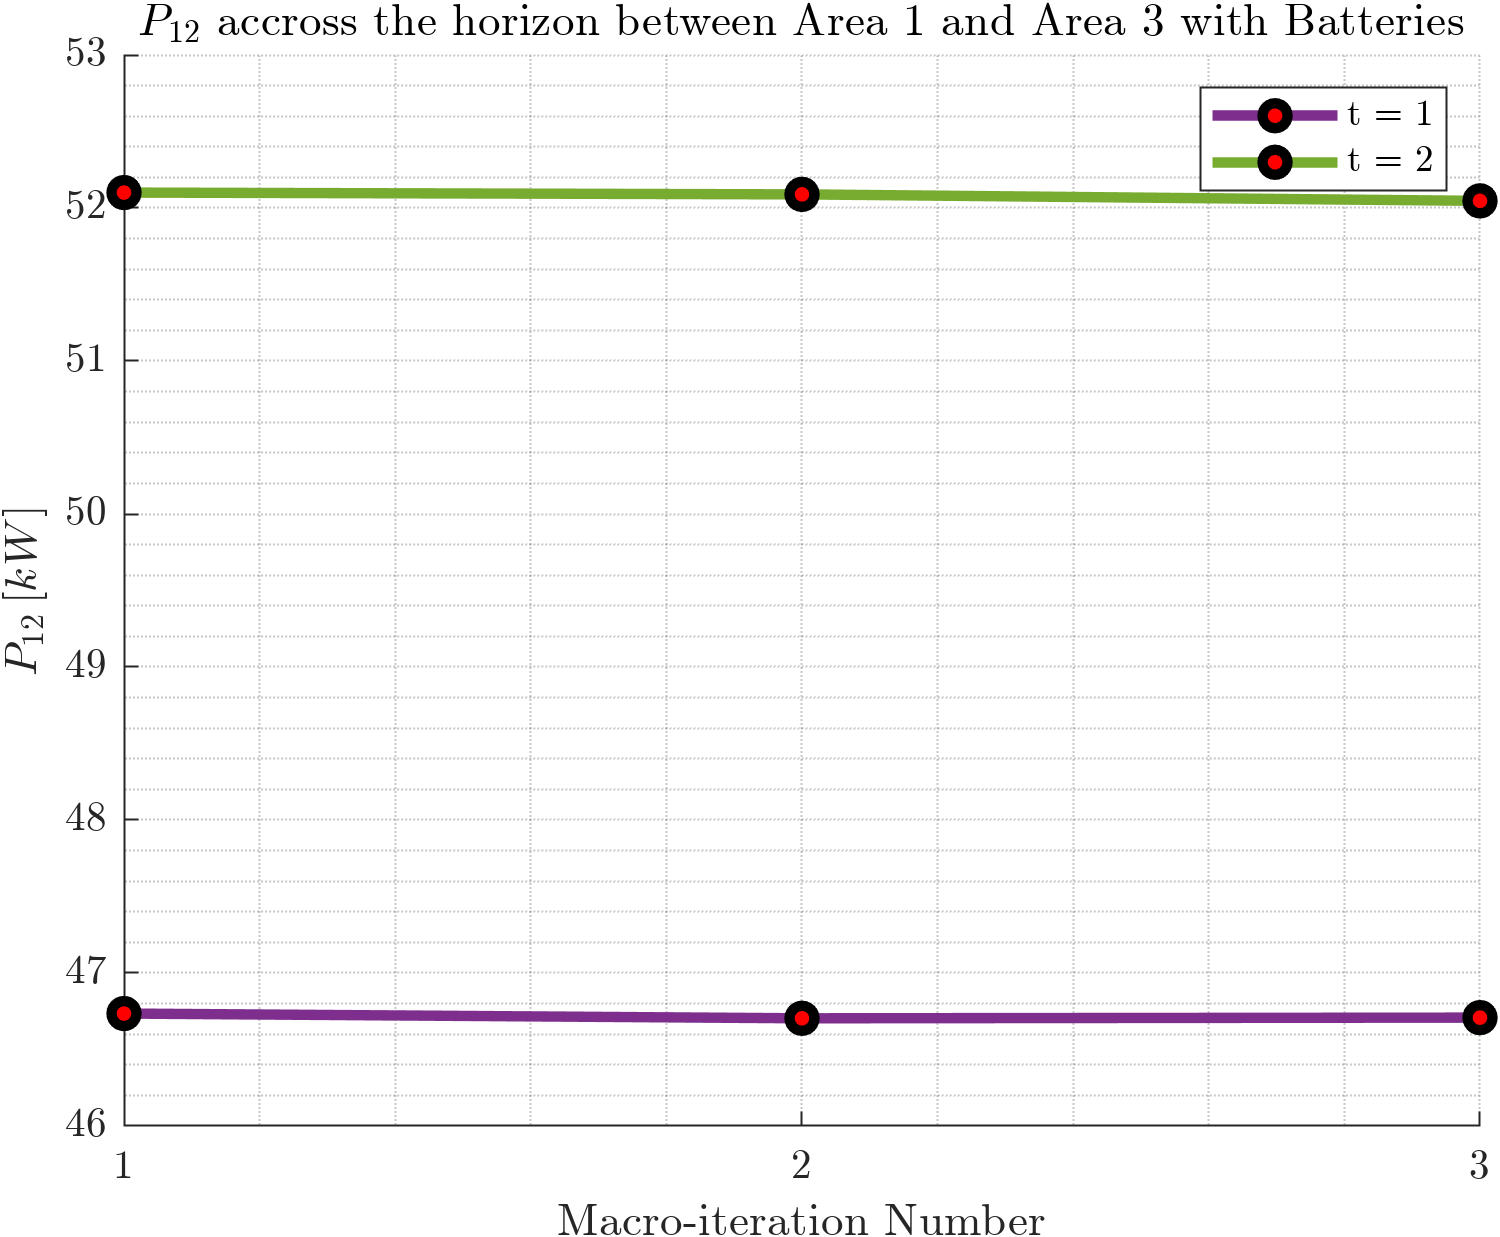 P₁₂ accross the horizon between Area 1 and Area 3 with Batteries
53
52
51
50
49
48
47
46
P₁₂ [kW]
t = 1
t = 2
1 2 3
Macro-iteration Number